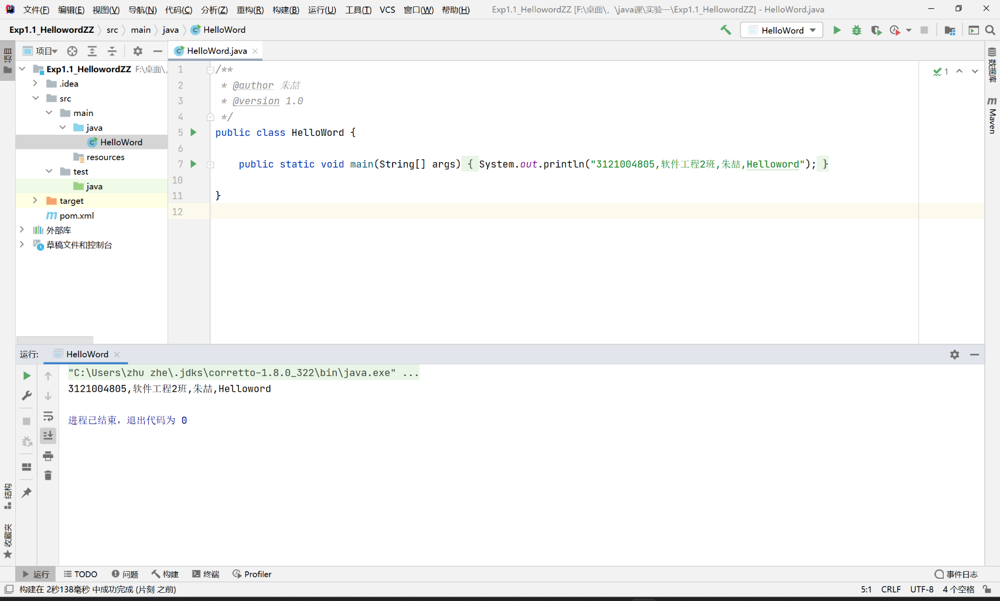 文件(F) 编辑(E) 视图(V) 导航(N) 代码(C) 分析(Z) 重构(R) 构建(B) 运行(U) 工具(T) VCS 窗口(W) 帮助(H) Exp1.1_HellowordZZ [F:\桌面\, \java课\实验一\Exp1.1_HellowordZZ] - HelloWord.java
Exp1.1_HellowordZZ src main java HelloWord
HelloWord
项目
项目
HelloWord.java
Exp1.1_HellowordZZ F:\桌面\,
.idea
src
main
java
HelloWord
resources
test
java
target
pom.xml
外部库
草稿文件和控制台
1 /**
2 * @author 朱喆
3 * @version 1.0
4 */
5 public class HelloWord {
6
7 public static void main(String[] args) { System.out.println("3121004805,软件工程2班,朱喆,Helloword"); }
10
11 }
12
1
数据库
Maven
运行: HelloWord
"C:\Users\zhu zhe\.jdks\corretto-1.8.0_322\bin\java.exe" ...
3121004805,软件工程2班,朱喆,Helloword
进程已结束，退出代码为 0
结构
收藏夹
运行 TODO 问题 构建 终端 Profiler 事件日志
构建在 2秒138毫秒 中成功完成 (片刻 之前) 5:1 CRLF UTF-8 4 个空格